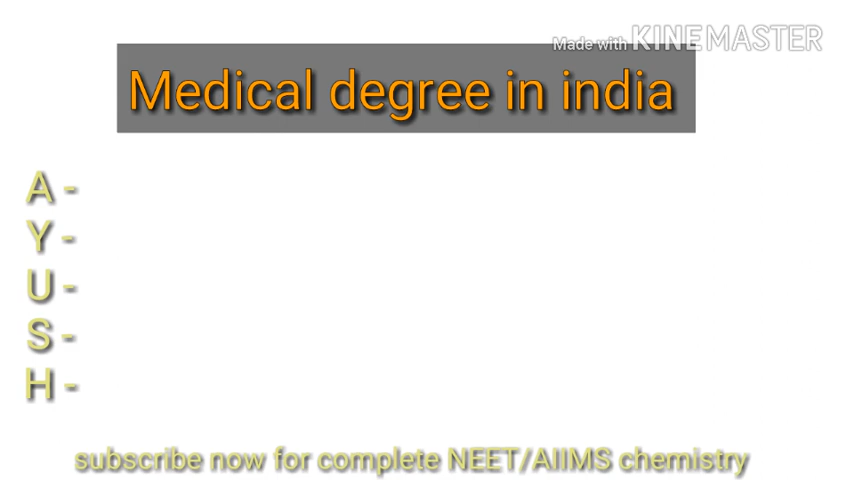 Made with KINEMASTER
Medical degree in india
A -
Y -
U -
S -
H -
subscribe now for complete NEET/AIIMS chemistry